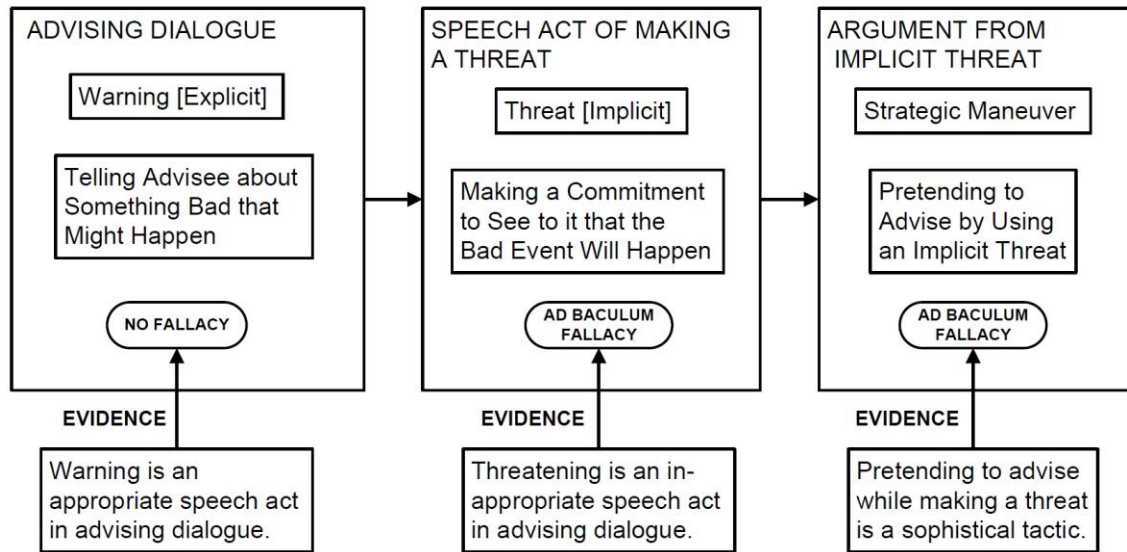 ADVISING DIALOGUE
Warning [Explicit]
Telling Advisee about
Something Bad that
Might Happen
NO FALLACY
EVIDENCE
Warning is an
appropriate speech act
in advising dialogue.
SPEECH ACT OF MAKING
A THREAT
Threat [Implicit]
Making a Commitment
to See to it that the
Bad Event Will Happen
AD BACULUM
FALLACY
EVIDENCE
Threatening is an in-
appropriate speech act
in advising dialogue.
ARGUMENT FROM
IMPLICIT THREAT
Strategic Maneuver
Pretending to
Advise by Using
an Implicit Threat
AD BACULUM
FALLACY
EVIDENCE
Pretending to advise
while making a threat
is a sophistical tactic.